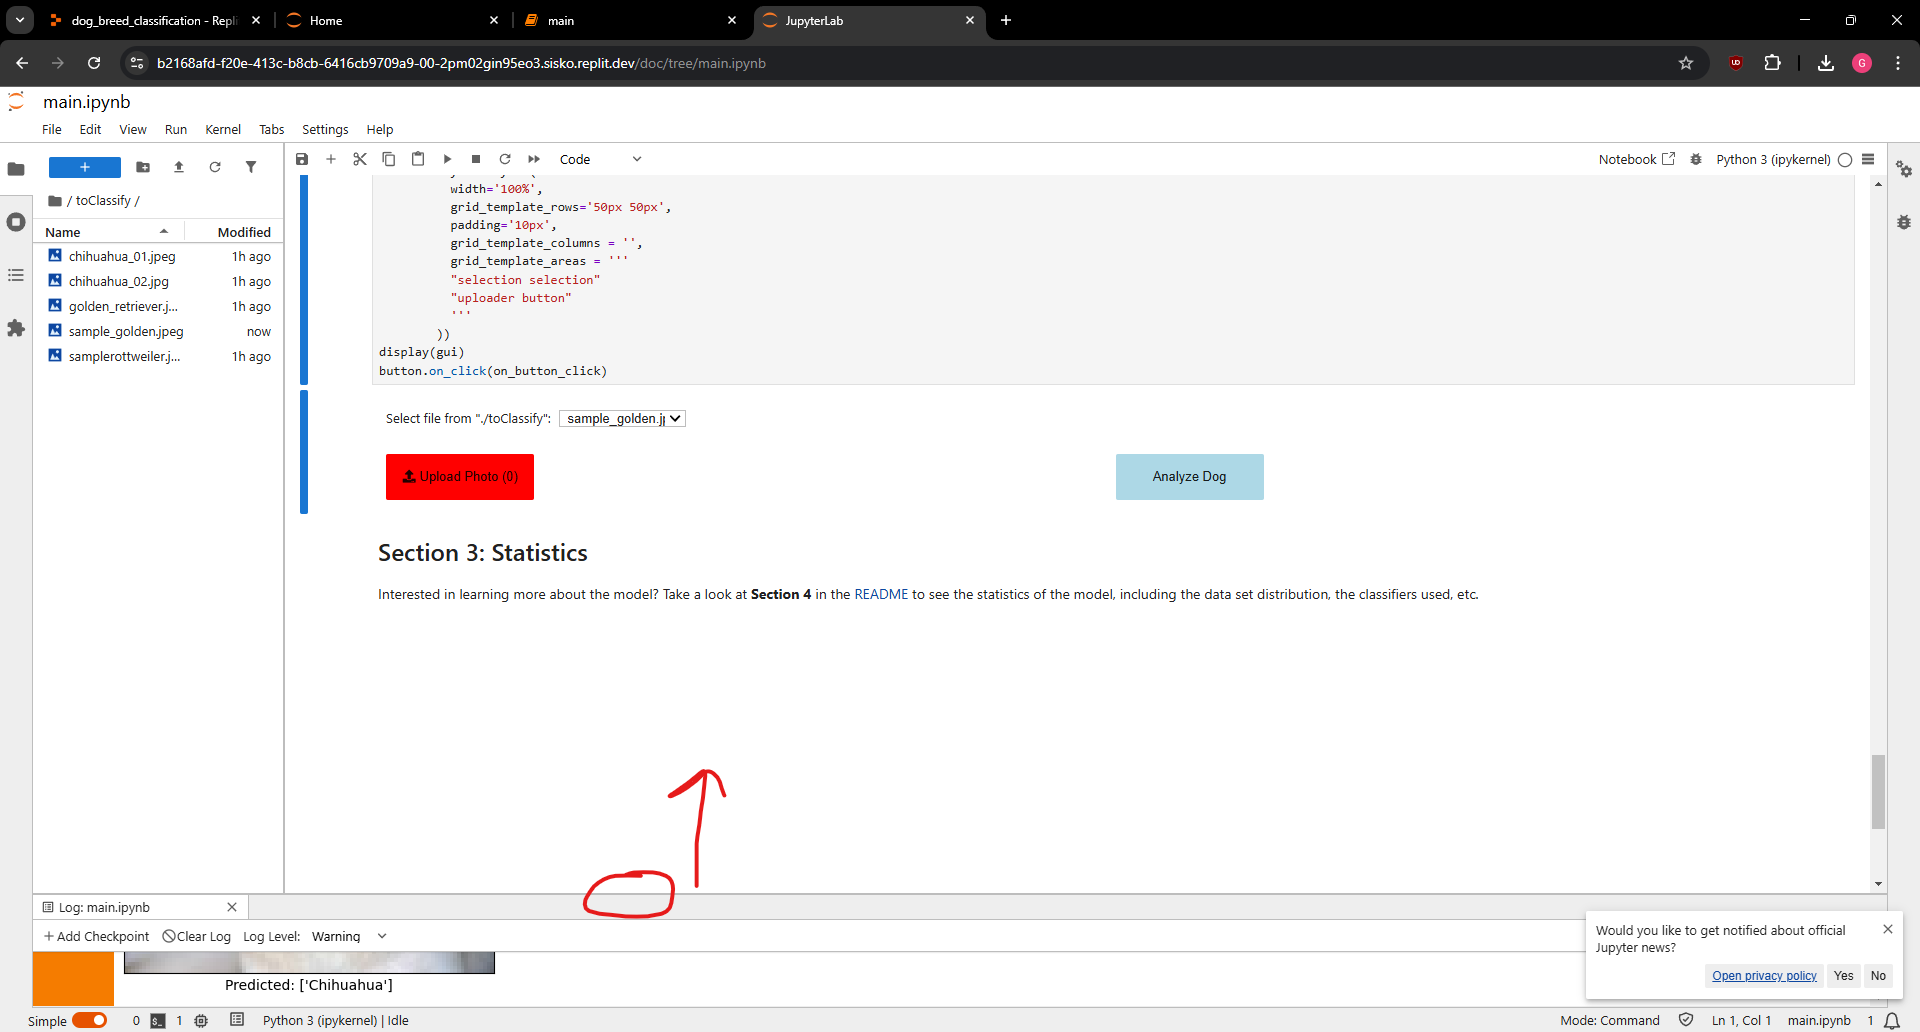 dog_breed_classification - Repli
Home
main
JupyterLab
b2168afd-f20e-413c-b8cb-6416cb9709a9-00-2pm02gin95eo3.sisko.replit.dev/doc/tree/main.ipynb
UO
G
main.ipynb
File Edit View Run Kernel Tabs Settings Help
+
Code
Notebook
Python 3 (ipykernel)
/ toClassify /
Name Modified
chihuahua_01.jpeg 1h ago
chihuahua_02.jpg 1h ago
golden_retriever.j... 1h ago
sample_golden.jpeg now
samplerottweiler.j... 1h ago
width='100%',
grid_template_rows='50px 50px',
padding='10px',
grid_template_columns = '',
grid_template_areas = '''
"selection selection"
"uploader button"
'''
))
display(gui)
button.on_click(on_button_click)
Select file from "./toClassify": sample_golden.j
Upload Photo (0)
Analyze Dog
Section 3: Statistics
Interested in learning more about the model? Take a look at Section 4 in the README to see the statistics of the model, including the data set distribution, the classifiers used, etc.
Log: main.ipynb
+ Add Checkpoint Clear Log Log Level: Warning
Predicted: ['Chihuahua']
Would you like to get notified about official
Jupyter news?
Open privacy policy Yes No
Simple 0 1 Python 3 (ipykernel) | Idle
Mode: Command Ln 1, Col 1 main.ipynb 1